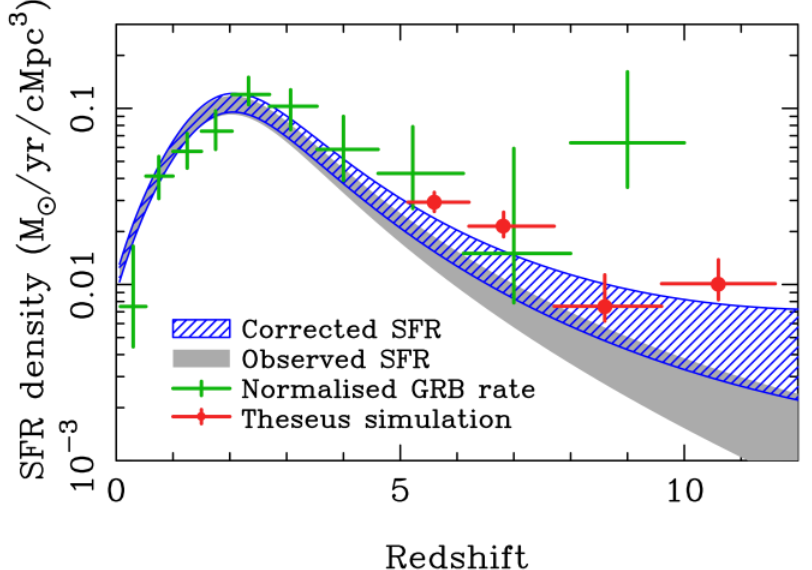 SFR density (M☉/yr/cMpc³)
0.1
0.01
10⁻³
Corrected SFR
Observed SFR
Normalised GRB rate
Theseus simulation
0 5 10
Redshift